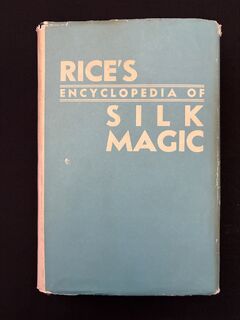 RICE'S
ENCYCLOPEDIA OF
SILK
MAGIC